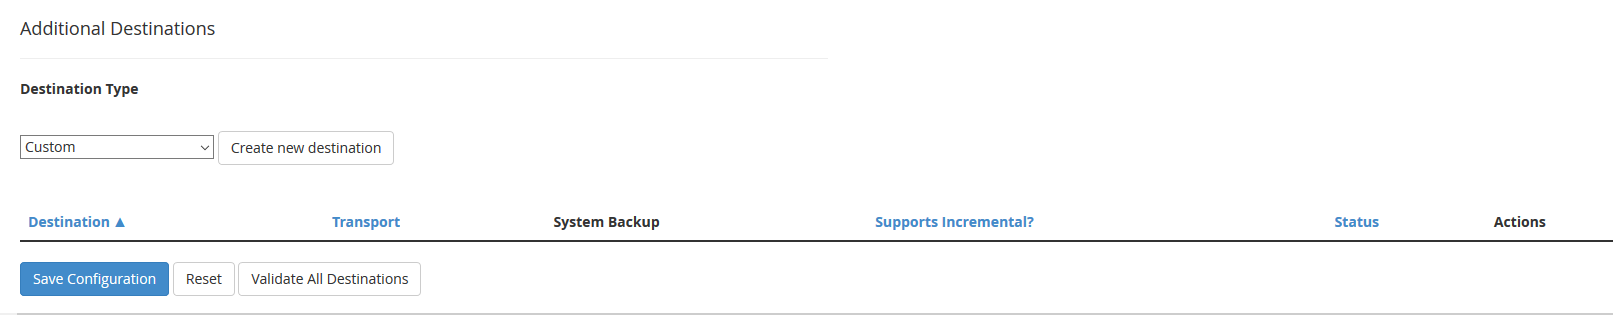 Additional Destinations
Destination Type
Custom Create new destination
Destination ▲ Transport System Backup Supports Incremental? Status Actions
Save Configuration Reset Validate All Destinations